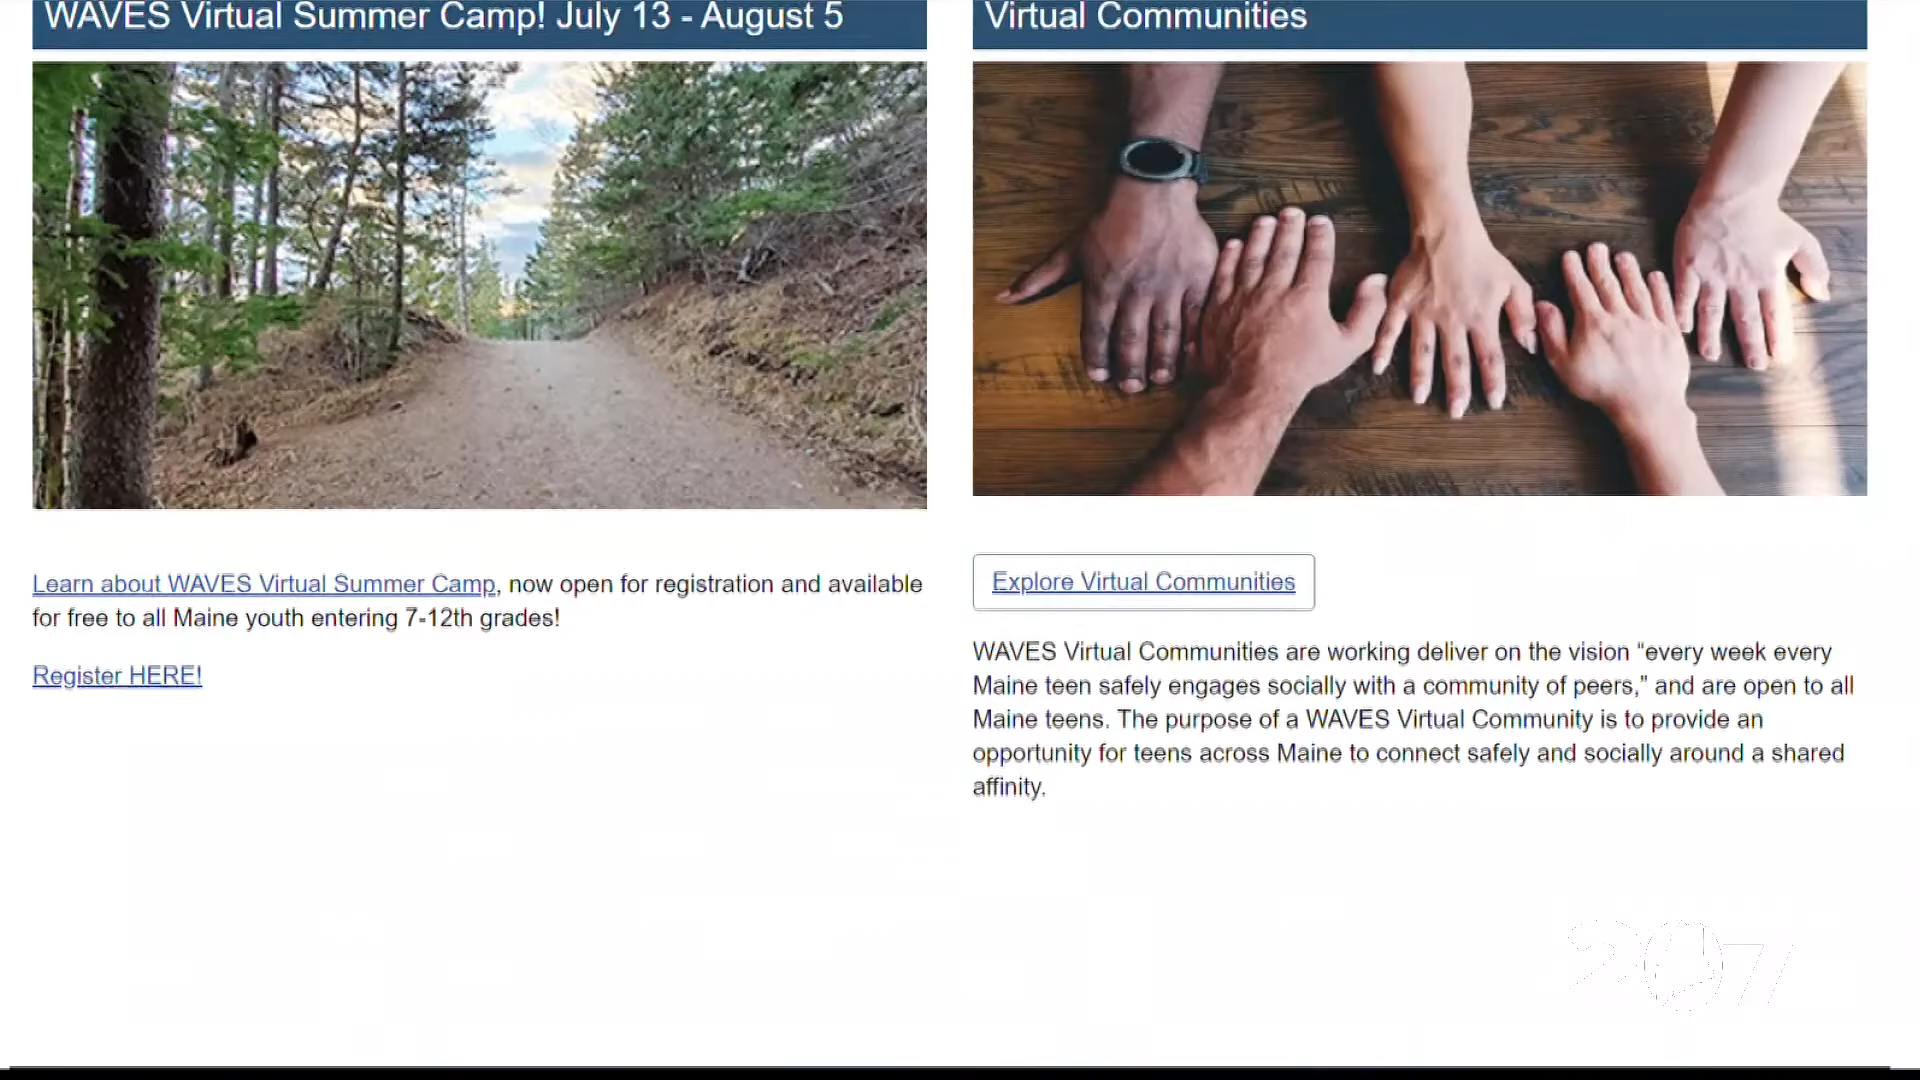 WAVES Virtual Summer Camp! July 13 - August 5
Learn about WAVES Virtual Summer Camp, now open for registration and available
for free to all Maine youth entering 7-12th grades!
Register HERE!
Virtual Communities
Explore Virtual Communities
WAVES Virtual Communities are working deliver on the vision “every week every
Maine teen safely engages socially with a community of peers,” and are open to all
Maine teens. The purpose of a WAVES Virtual Community is to provide an
opportunity for teens across Maine to connect safely and socially around a shared
affinity.
207